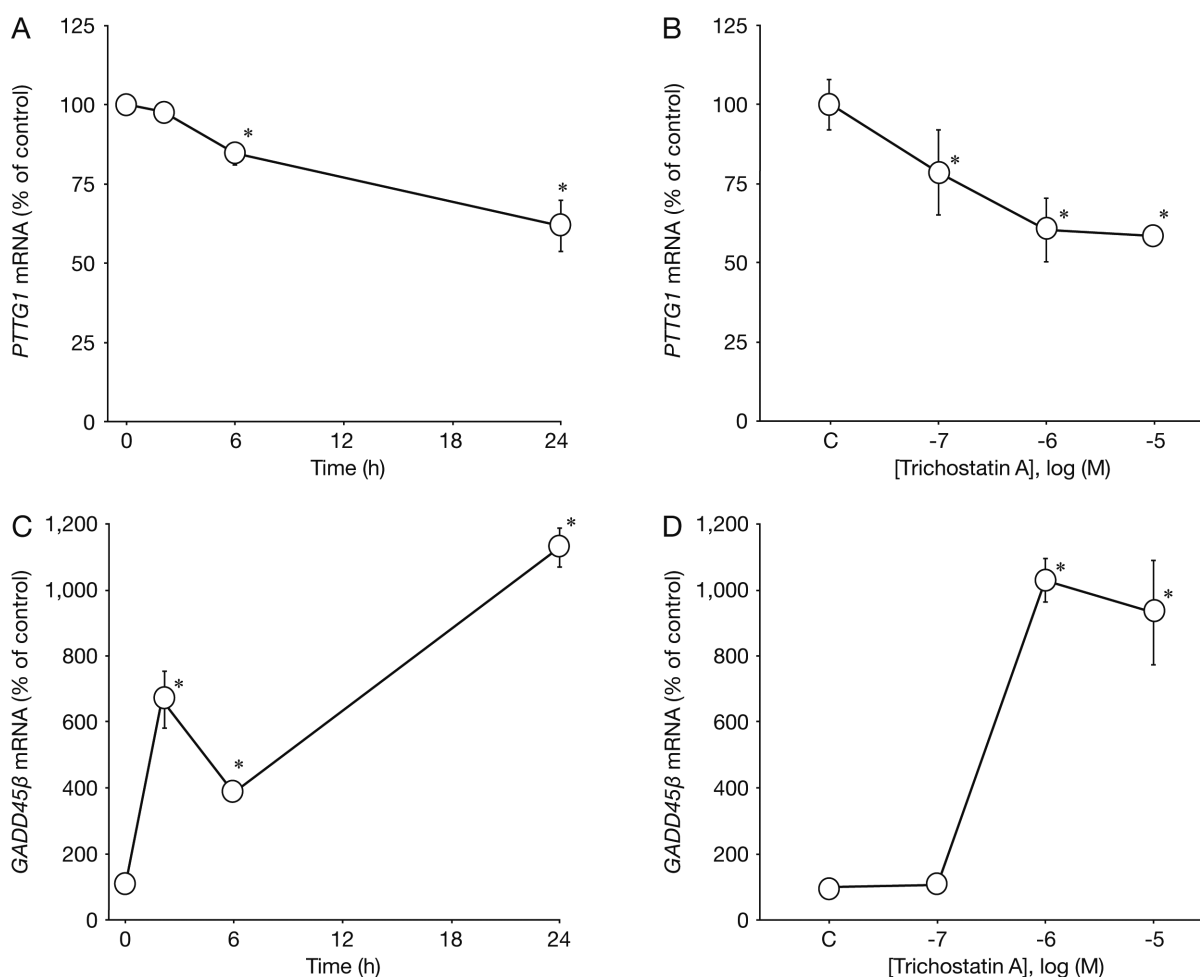 A
125
100
75
50
25
0
PTTG1 mRNA (% of control)
*
*
0 6 12 18 24
Time (h)
B
125
100
75
50
25
0
PTTG1 mRNA (% of control)
*
*
*
C -7 -6 -5
[Trichostatin A], log (M)
C
1,200
1,000
800
600
400
200
0
GADD45β mRNA (% of control)
*
*
*
0 6 12 18 24
Time (h)
D
1,200
1,000
800
600
400
200
0
GADD45β mRNA (% of control)
*
*
C -7 -6 -5
[Trichostatin A], log (M)